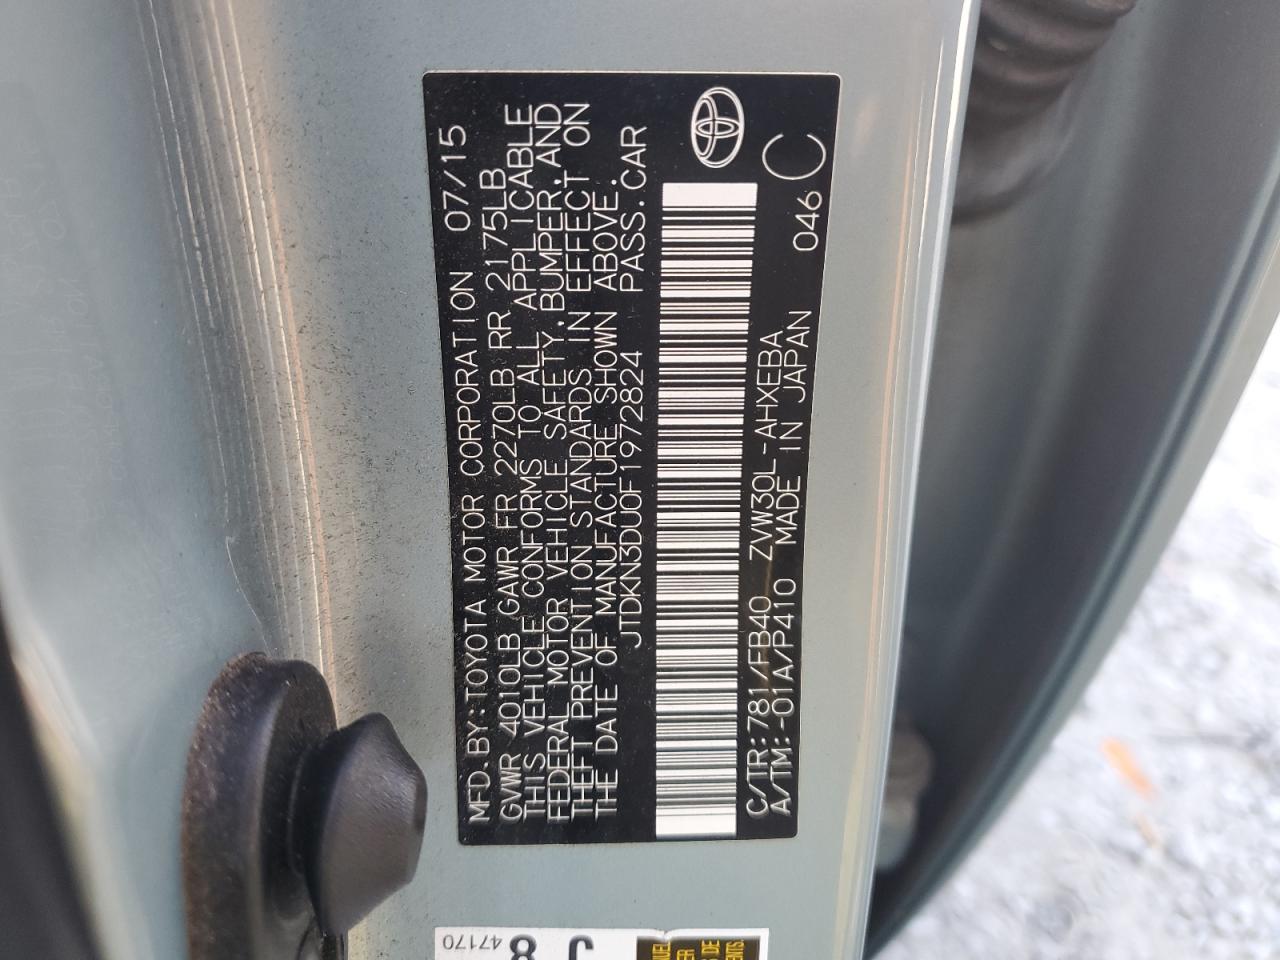 MFD. BY: TOYOTA MOTOR CORPORATION 07/15
GVWR 4010LB GAWR FR 2270LB RR 2175LB
THIS VEHICLE CONFORMS TO ALL APPLICABLE
FEDERAL MOTOR VEHICLE SAFETY, BUMPER, AND
THEFT PREVENTION STANDARDS IN EFFECT ON
THE DATE OF MANUFACTURE SHOWN ABOVE.
JTDKN3DU0F1972824 PASS. CAR
C/TR: 781/FB40 ZVW30L-AHXEBA
A/TM: -01A/P410 MADE IN JAPAN 046 C
47170
8
J